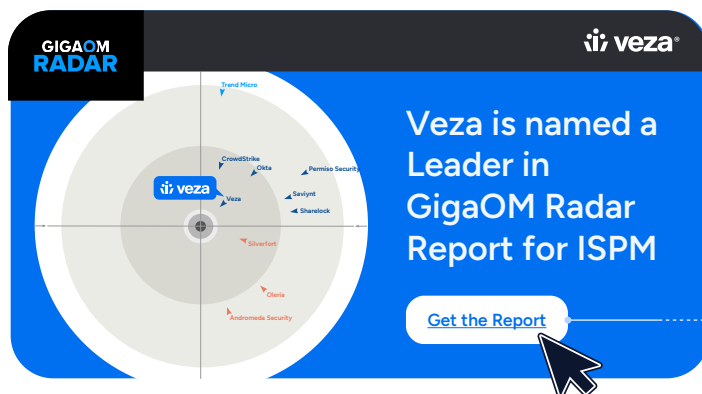 GIGAOM
RADAR
veza
Trend Micro
CrowdStrike
Okta
Permiso Security
veza
Saviynt
Veza
Sharelock
Silverfort
Oleria
Andromeda Security
Veza is named a
Leader in
GigaOM Radar
Report for ISPM
Get the Report